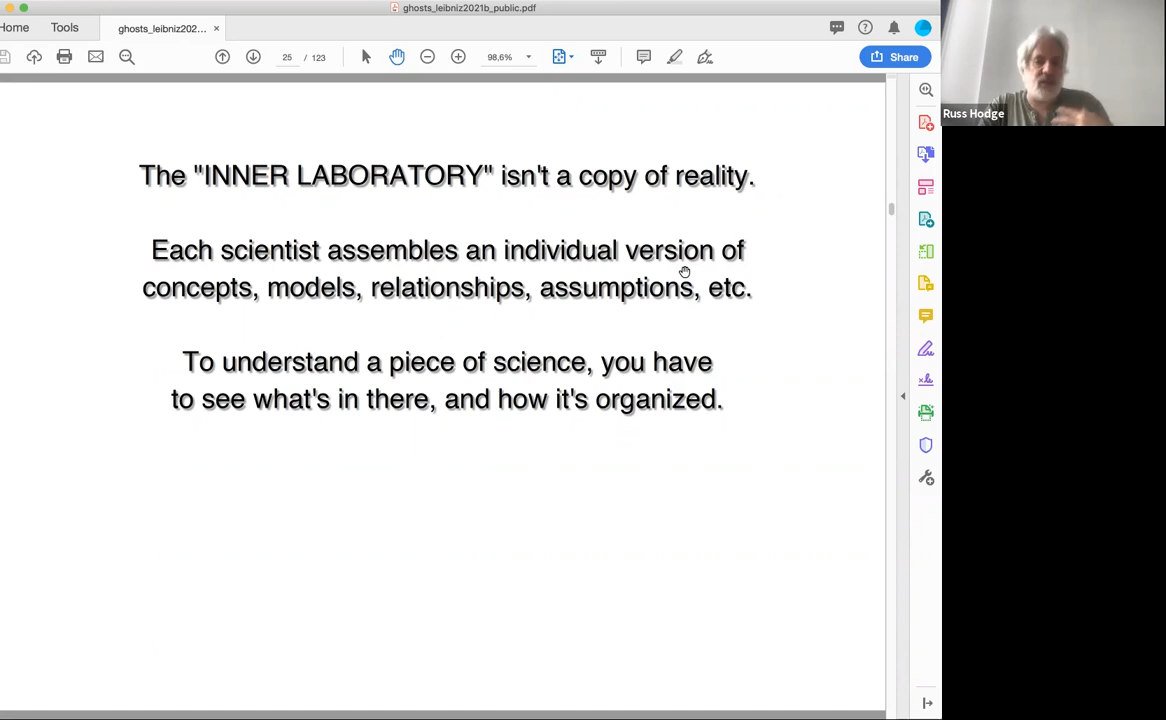 ghosts_leibniz2021b_public.pdf
Home
Tools
ghosts_leibniz202... ×
25 / 123
98,6%
Share
Russ Hodge
The "INNER LABORATORY" isn't a copy of reality.
Each scientist assembles an individual version of
concepts, models, relationships, assumptions, etc.
To understand a piece of science, you have
to see what's in there, and how it's organized.